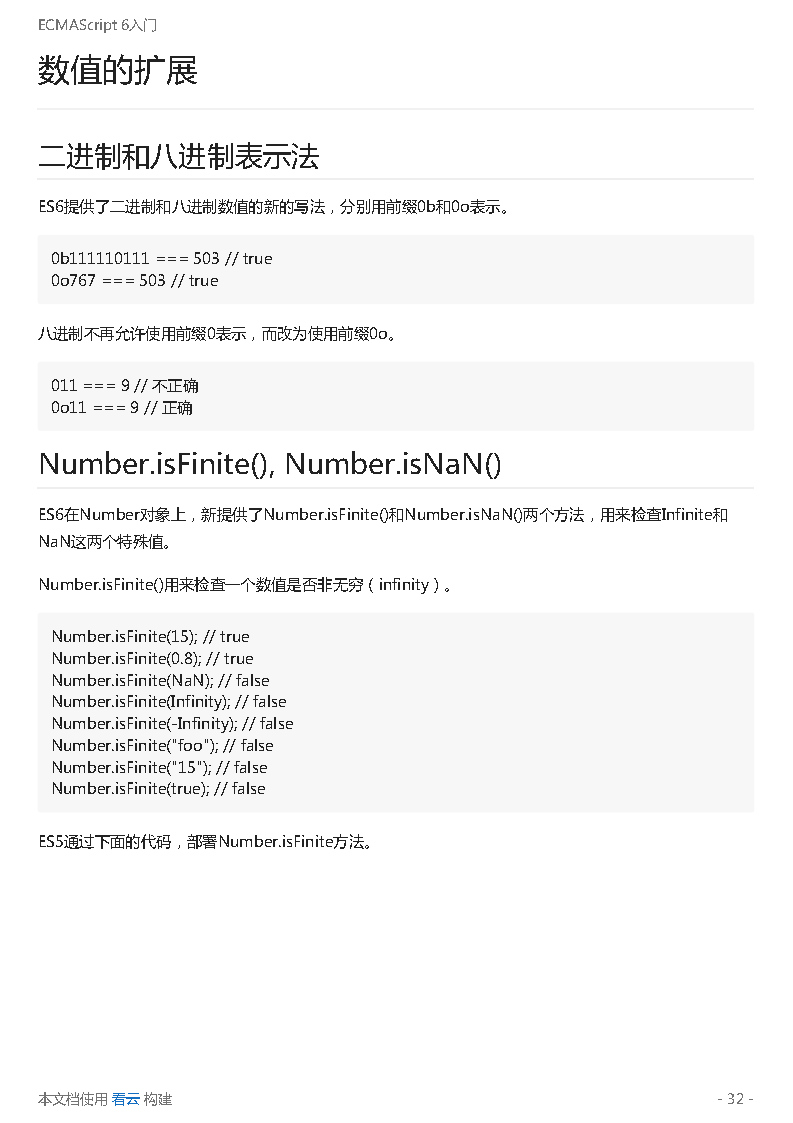 ECMAScript 6入门
数值的扩展
二进制和八进制表示法
ES6提供了二进制和八进制数值的新的写法，分别用前缀0b和0o表示。
0b111110111 === 503 // true
0o767 === 503 // true
八进制不再允许使用前缀0表示，而改为使用前缀0o。
011 === 9 // 不正确
0o11 === 9 // 正确
Number.isFinite(), Number.isNaN()
ES6在Number对象上，新提供了Number.isFinite()和Number.isNaN()两个方法，用来检查Infinite和
NaN这两个特殊值。
Number.isFinite()用来检查一个数值是否非无穷（infinity）。
Number.isFinite(15); // true
Number.isFinite(0.8); // true
Number.isFinite(NaN); // false
Number.isFinite(Infinity); // false
Number.isFinite(-Infinity); // false
Number.isFinite("foo"); // false
Number.isFinite("15"); // false
Number.isFinite(true); // false
ES5通过下面的代码，部署Number.isFinite方法。
本文档使用 看云 构建
- 32 -